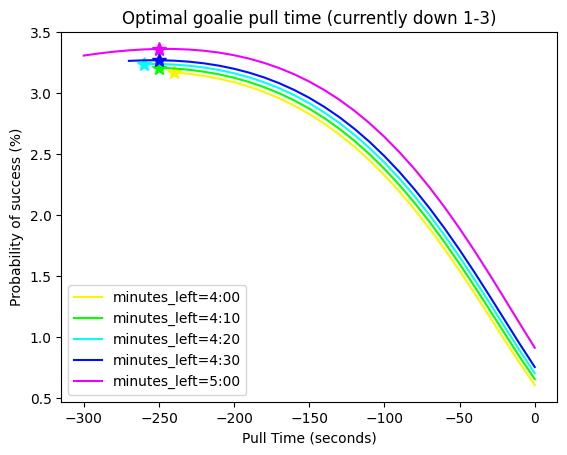 Optimal goalie pull time (currently down 1-3)
Probability of success (%)
3.5
3.0
2.5
2.0
1.5
1.0
0.5
minutes_left=4:00
minutes_left=4:10
minutes_left=4:20
minutes_left=4:30
minutes_left=5:00
−300 −250 −200 −150 −100 −50 0
Pull Time (seconds)